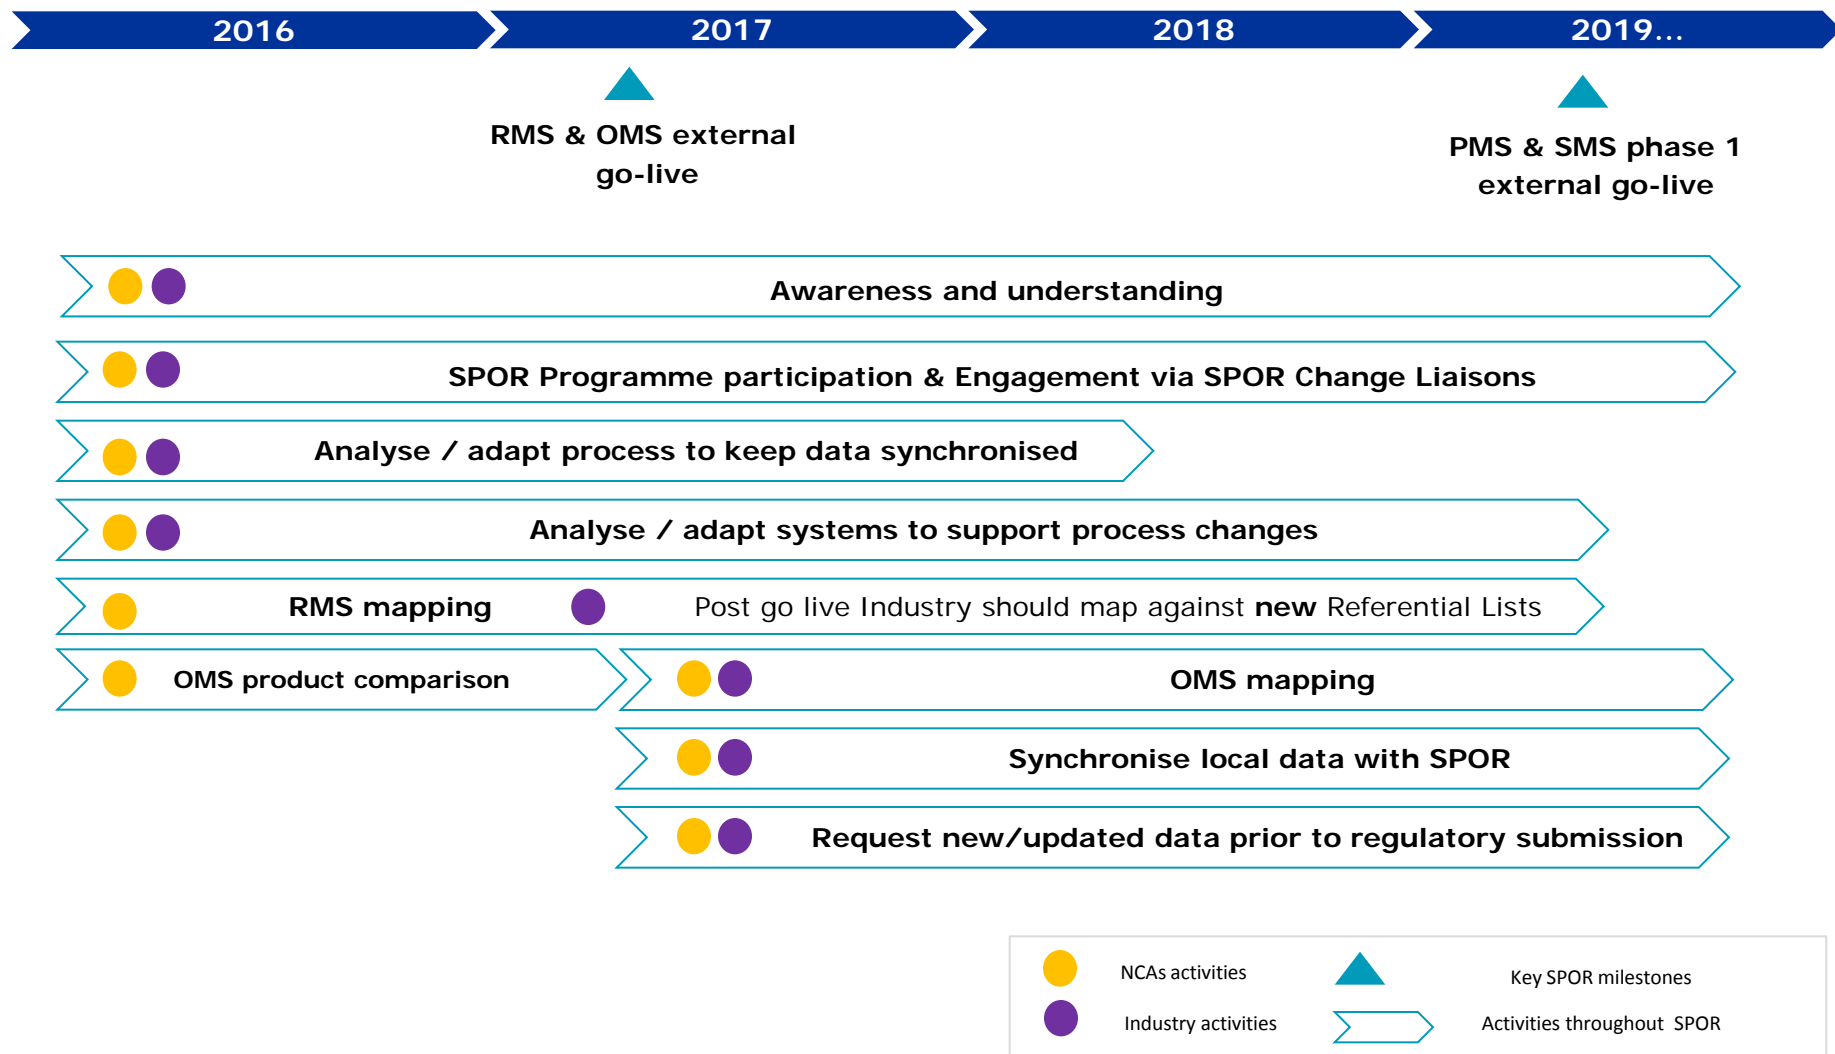 2016
2017
2018
2019...
RMS & OMS external
go-live
PMS & SMS phase 1
external go-live
Awareness and understanding
SPOR Programme participation & Engagement via SPOR Change Liaisons
Analyse / adapt process to keep data synchronised
Analyse / adapt systems to support process changes
RMS mapping
Post go live Industry should map against new Referential Lists
OMS product comparison
OMS mapping
Synchronise local data with SPOR
Request new/updated data prior to regulatory submission
NCAs activities
Key SPOR milestones
Industry activities
Activities throughout SPOR